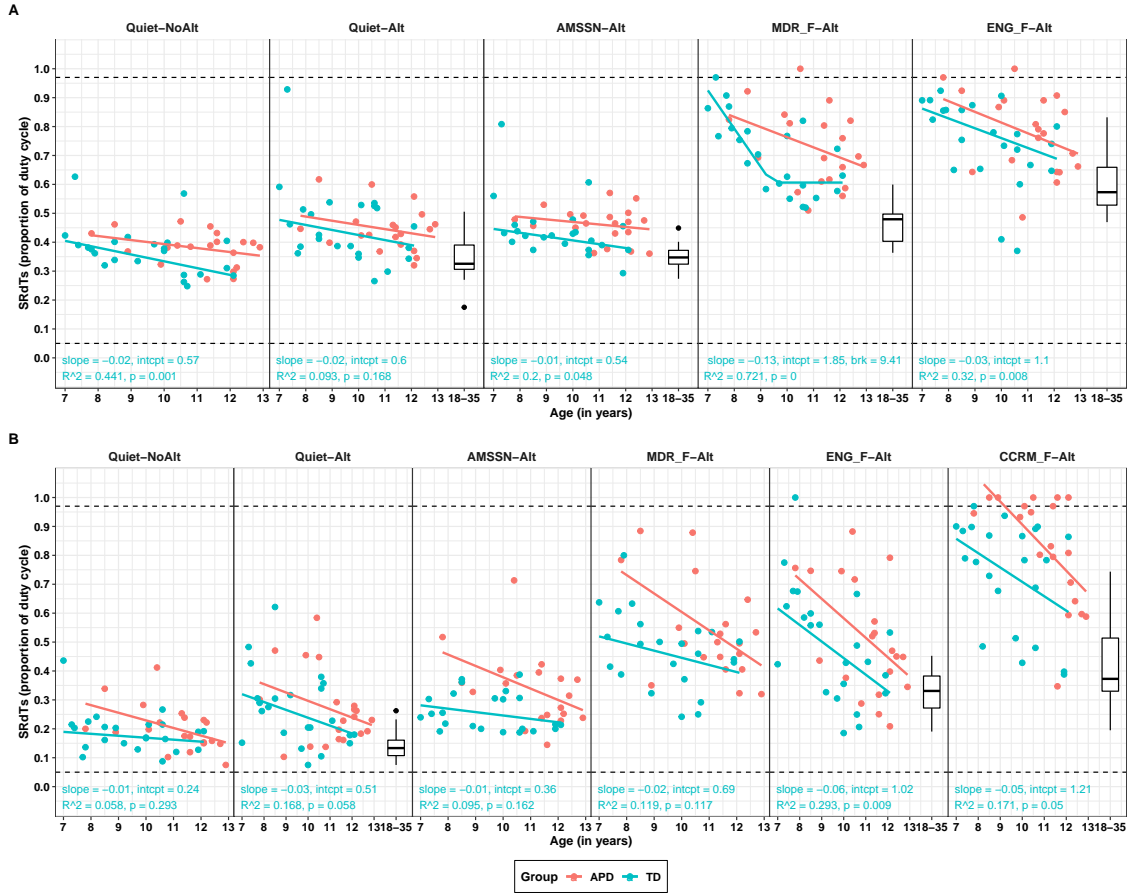 A
Quiet−NoAlt Quiet−Alt AMSSN−Alt MDR_F−Alt ENG_F−Alt
SRdTs (proportion of duty cycle)
1.0
0.9
0.8
0.7
0.6
0.5
0.4
0.3
0.2
0.1
0.0
slope = −0.02, intcpt = 0.57
R^2 = 0.441, p = 0.001
slope = −0.02, intcpt = 0.6
R^2 = 0.093, p = 0.168
slope = −0.01, intcpt = 0.54
R^2 = 0.2, p = 0.048
slope = −0.13, intcpt = 1.85, brk = 9.41
R^2 = 0.721, p = 0
slope = −0.03, intcpt = 1.1
R^2 = 0.32, p = 0.008
7 8 9 10 11 12 13 7 8 9 10 11 12 13 18−35 7 8 9 10 11 12 13 18−35 7 8 9 10 11 12 13 18−35 7 8 9 10 11 12 13 18−35
Age (in years)
B
Quiet−NoAlt Quiet−Alt AMSSN−Alt MDR_F−Alt ENG_F−Alt CCRM_F−Alt
SRdTs (proportion of duty cycle)
1.0
0.9
0.8
0.7
0.6
0.5
0.4
0.3
0.2
0.1
0.0
slope = −0.01, intcpt = 0.24
R^2 = 0.058, p = 0.293
slope = −0.03, intcpt = 0.51
R^2 = 0.168, p = 0.058
slope = −0.01, intcpt = 0.36
R^2 = 0.095, p = 0.162
slope = −0.02, intcpt = 0.69
R^2 = 0.119, p = 0.117
slope = −0.06, intcpt = 1.02
R^2 = 0.293, p = 0.009
slope = −0.05, intcpt = 1.21
R^2 = 0.171, p = 0.05
7 8 9 10 11 12 13 7 8 9 10 11 12 13 18−35 7 8 9 10 11 12 13 7 8 9 10 11 12 13 7 8 9 10 11 12 13 18−35 7 8 9 10 11 12 13 18−35
Age (in years)
Group APD TD